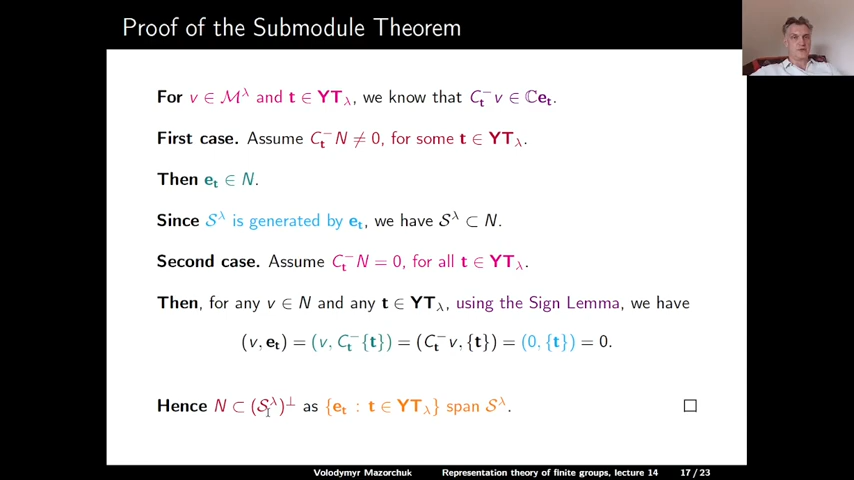 Proof of the Submodule Theorem
For v ∈ ℳ^λ and t ∈ YT_λ, we know that C_t^− v ∈ ℂe_t.
First case. Assume C_t^− N ≠ 0, for some t ∈ YT_λ.
Then e_t ∈ N.
Since 𝒮^λ is generated by e_t, we have 𝒮^λ ⊂ N.
Second case. Assume C_t^− N = 0, for all t ∈ YT_λ.
Then, for any v ∈ N and any t ∈ YT_λ, using the Sign Lemma, we have
(v, e_t) = (v, C_t^−{t}) = (C_t^− v, {t}) = (0, {t}) = 0.
Hence N ⊂ (𝒮^λ)^⊥ as {e_t : t ∈ YT_λ} span 𝒮^λ. □
Volodymyr Mazorchuk Representation theory of finite groups, lecture 14 17 / 23